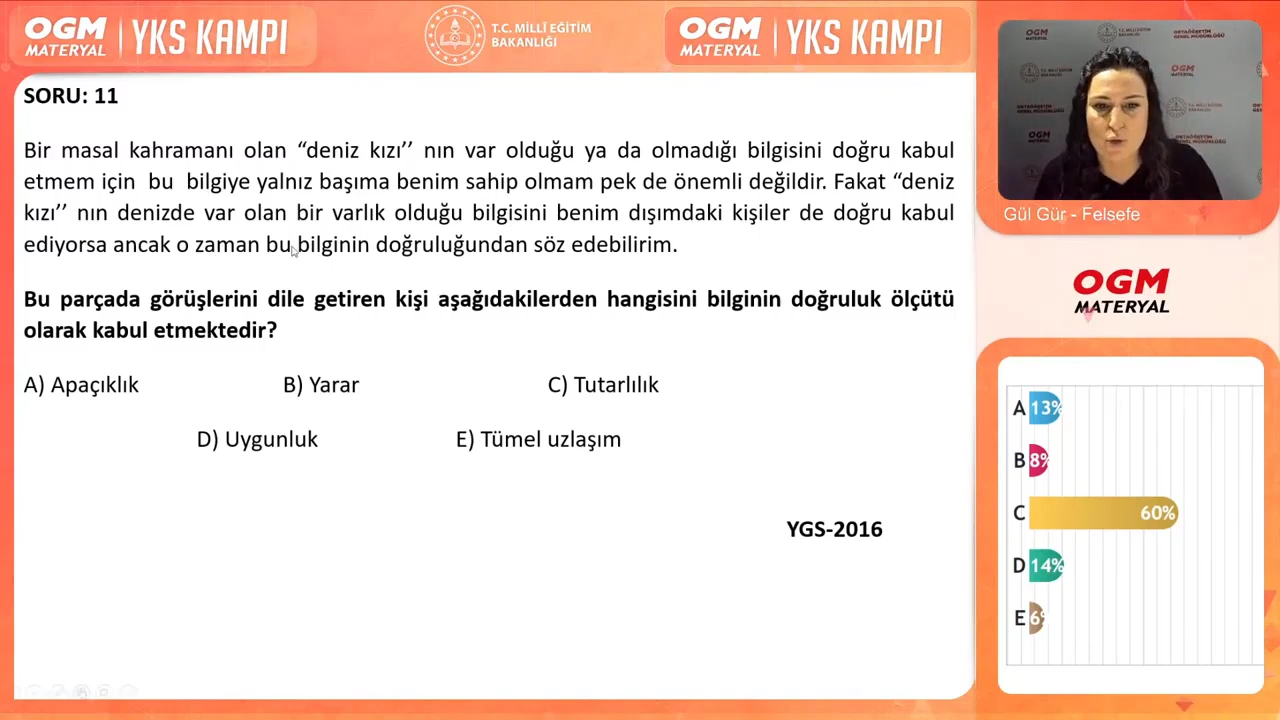 OGM MATERYAL | YKS KAMPI
T.C. MİLLÎ EĞİTİM
BAKANLIĞI
OGM MATERYAL | YKS KAMPI
SORU: 11
Bir masal kahramanı olan “deniz kızı’’ nın var olduğu ya da olmadığı bilgisini doğru kabul
etmem için bu bilgiye yalnız başıma benim sahip olmam pek de önemli değildir. Fakat “deniz
kızı’’ nın denizde var olan bir varlık olduğu bilgisini benim dışımdaki kişiler de doğru kabul
ediyorsa ancak o zaman bu bilginin doğruluğundan söz edebilirim.
Bu parçada görüşlerini dile getiren kişi aşağıdakilerden hangisini bilginin doğruluk ölçütü
olarak kabul etmektedir?
A) Apaçıklık B) Yarar C) Tutarlılık
D) Uygunluk E) Tümel uzlaşım
YGS-2016
Gül Gür - Felsefe
OGM
MATERYAL
A 13%
B 8%
C 60%
D 14%
E 6%